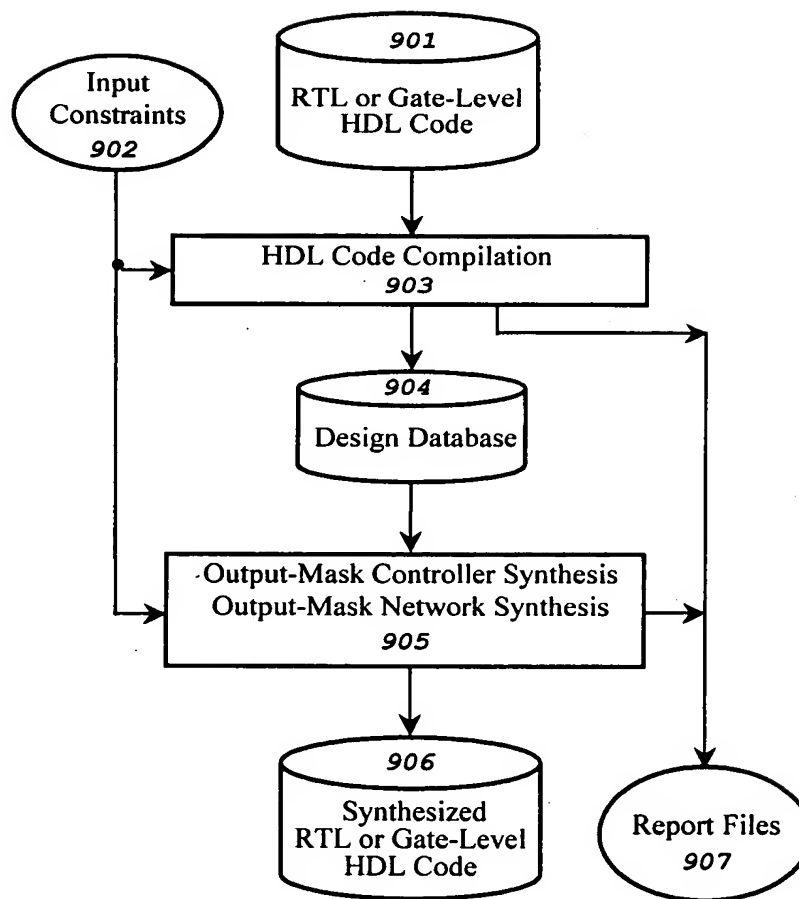 901
RTL or Gate-Level
HDL Code
Input
Constraints
902
HDL Code Compilation
903
904
Design Database
Output-Mask Controller Synthesis
Output-Mask Network Synthesis
905
906
Synthesized
RTL or Gate-Level
HDL Code
Report Files
907